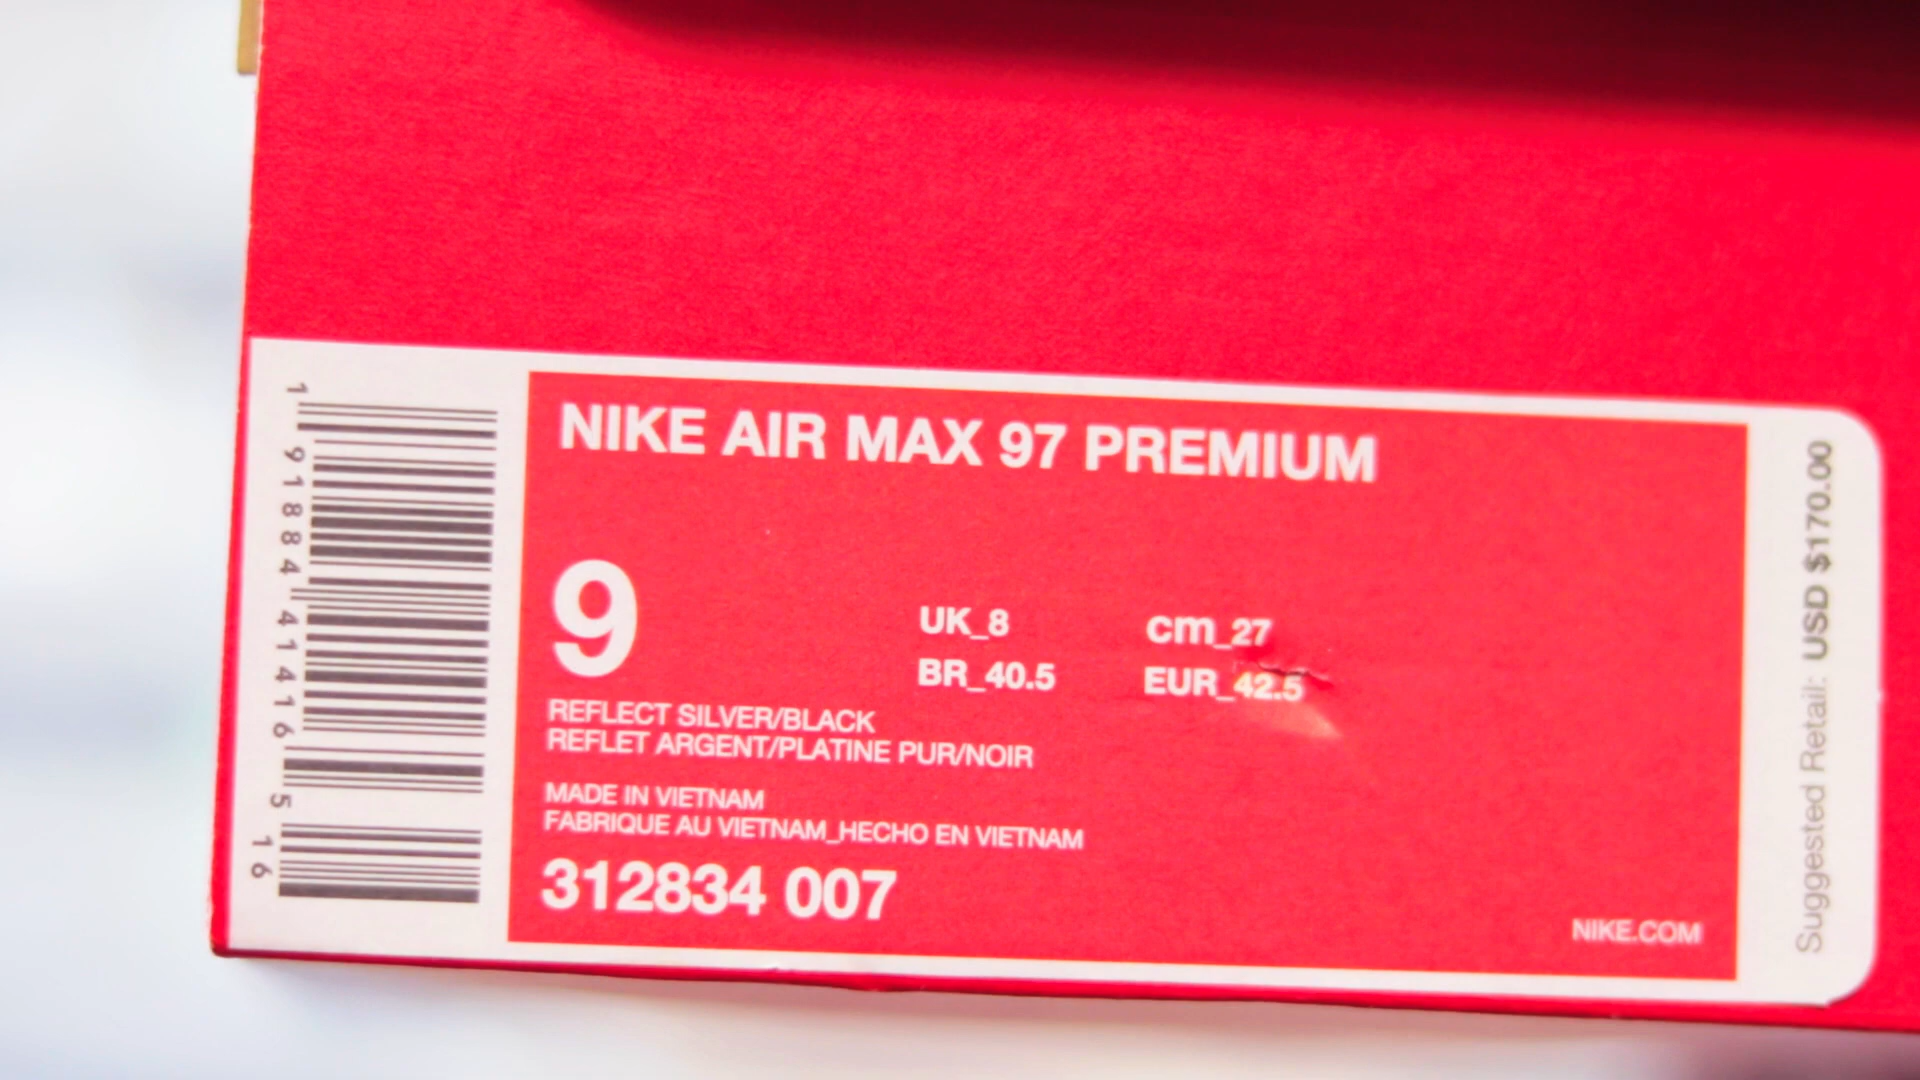 NIKE AIR MAX 97 PREMIUM
9
UK_8 cm_27
BR_40.5 EUR_42.5
REFLECT SILVER/BLACK
REFLET ARGENT/PLATINE PUR/NOIR
MADE IN VIETNAM
FABRIQUE AU VIETNAM_HECHO EN VIETNAM
312834 007
NIKE.COM
1 91884 41416 5
16
Suggested Retail: USD $170.00